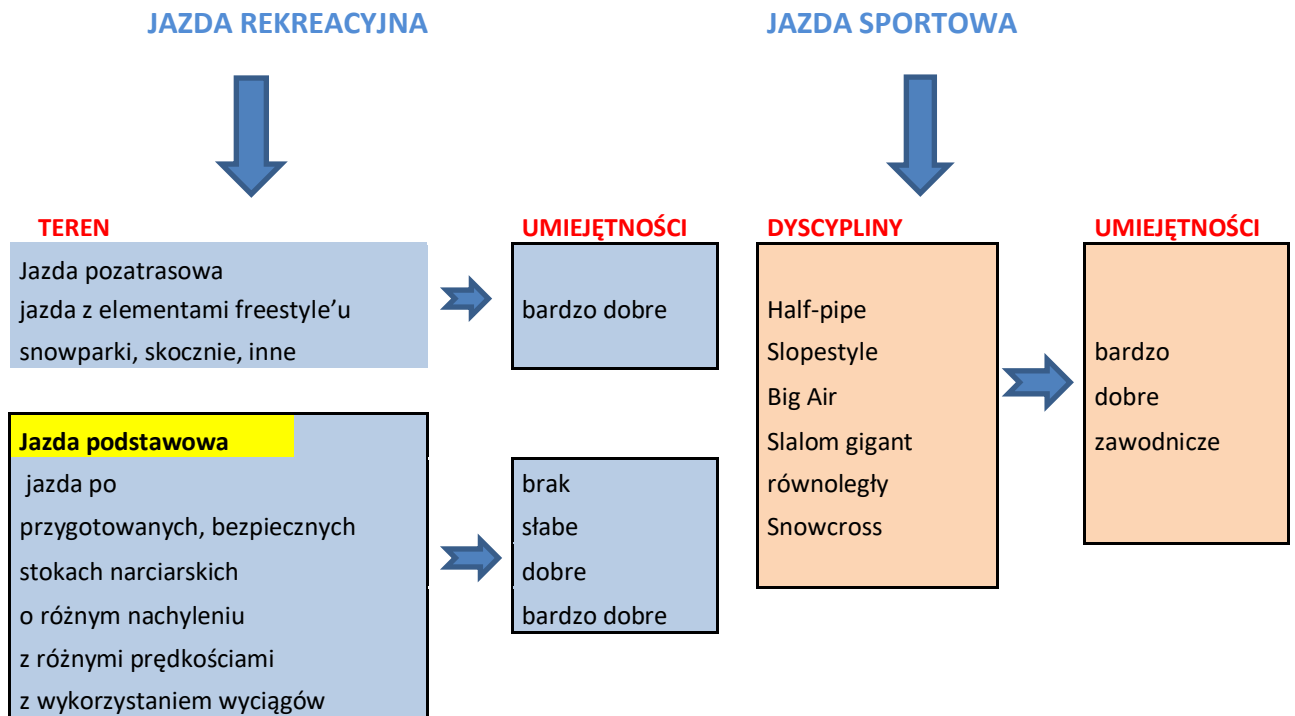 JAZDA REKREACYJNA
JAZDA SPORTOWA
TEREN
Jazda pozatrasowa
jazda z elementami freestyle’u
snowparki, skocznie, inne
UMIEJĘTNOŚCI
bardzo dobre
Jazda podstawowa
jazda po
przygotowanych, bezpiecznych
stokach narciarskich
o różnym nachyleniu
z różnymi prędkościami
z wykorzystaniem wyciągów
brak
słabe
dobre
bardzo dobre
DYSCYPLINY
Half-pipe
Slopestyle
Big Air
Slalom gigant
równoległy
Snowcross
UMIEJĘTNOŚCI
bardzo
dobre
zawodnicze